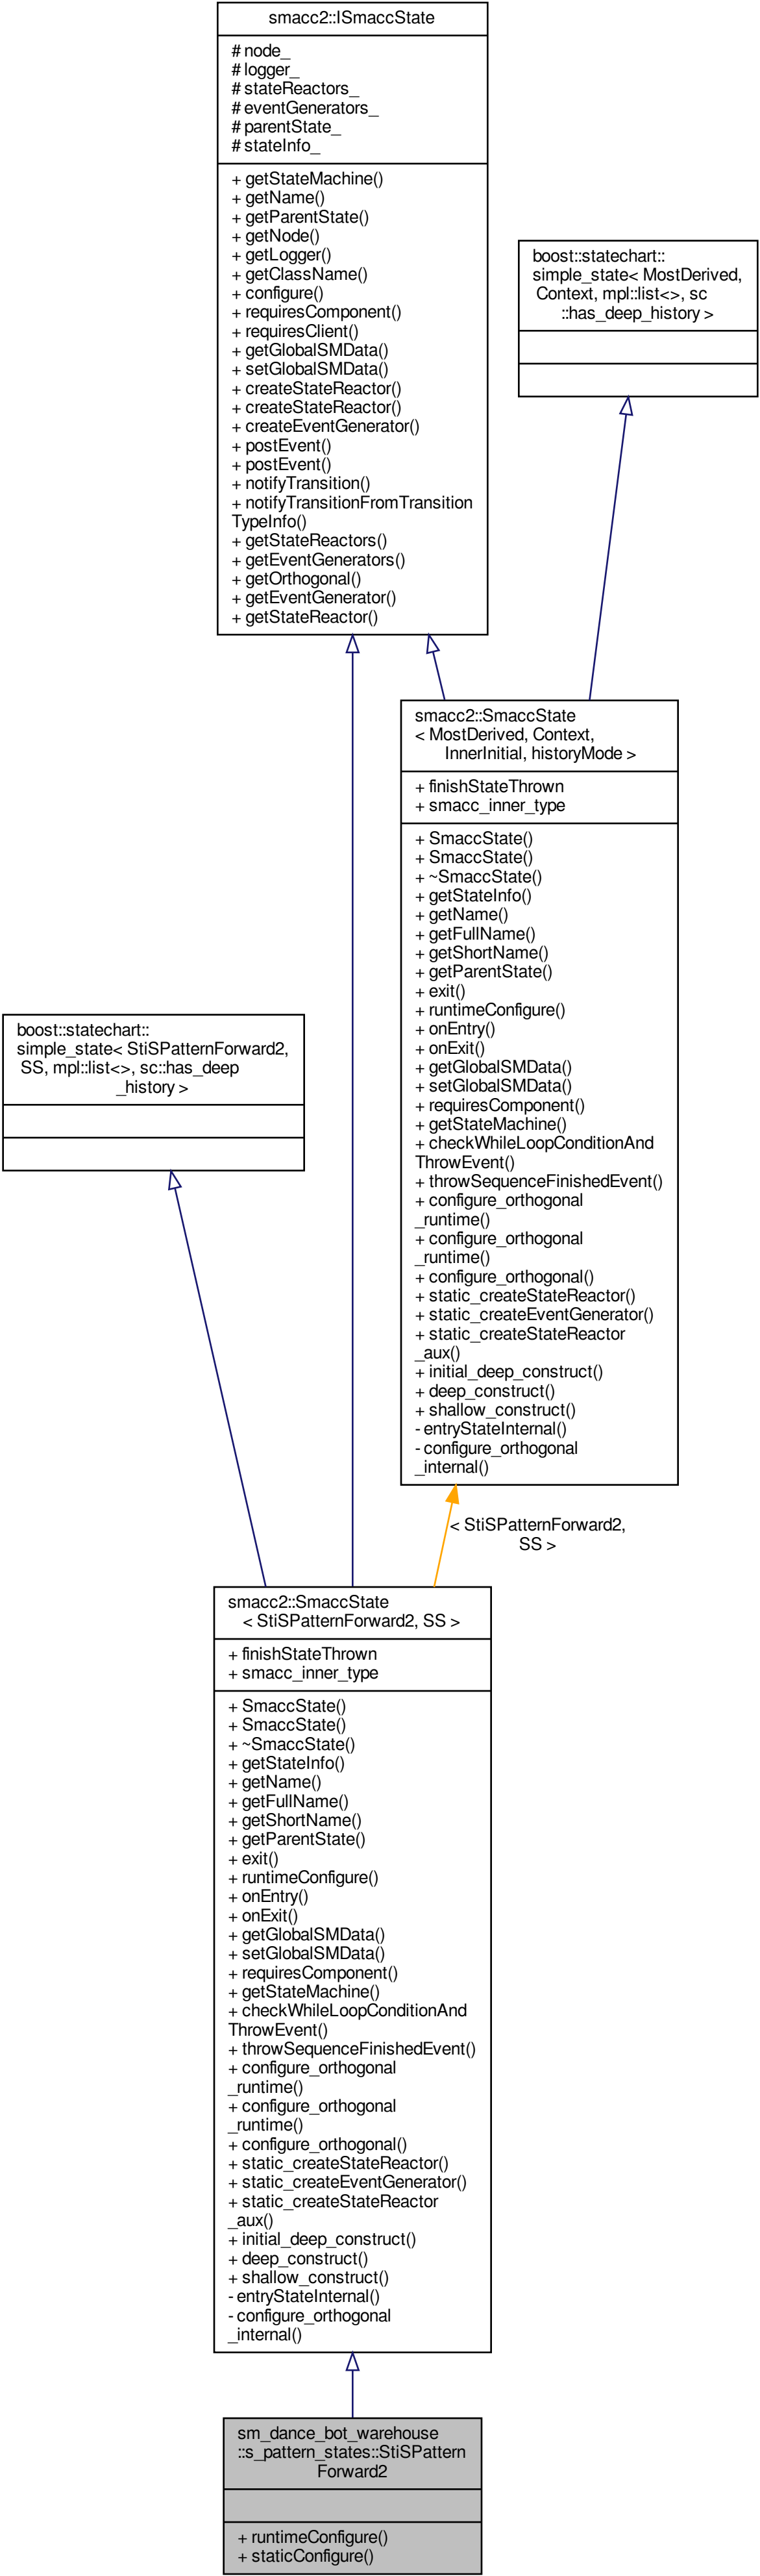 smacc2::ISmaccState
# node_
# logger_
# stateReactors_
# eventGenerators_
# parentState_
# stateInfo_
+ getStateMachine()
+ getName()
+ getParentState()
+ getNode()
+ getLogger()
+ getClassName()
+ configure()
+ requiresComponent()
+ requiresClient()
+ getGlobalSMData()
+ setGlobalSMData()
+ createStateReactor()
+ createStateReactor()
+ createEventGenerator()
+ postEvent()
+ postEvent()
+ notifyTransition()
+ notifyTransitionFromTransition
TypeInfo()
+ getStateReactors()
+ getEventGenerators()
+ getOrthogonal()
+ getEventGenerator()
+ getStateReactor()
boost::statechart::
simple_state< MostDerived,
Context, mpl::list<>, sc
::has_deep_history >
smacc2::SmaccState
< MostDerived, Context,
InnerInitial, historyMode >
+ finishStateThrown
+ smacc_inner_type
+ SmaccState()
+ SmaccState()
+ ~SmaccState()
+ getStateInfo()
+ getName()
+ getFullName()
+ getShortName()
+ getParentState()
+ exit()
+ runtimeConfigure()
+ onEntry()
+ onExit()
+ getGlobalSMData()
+ setGlobalSMData()
+ requiresComponent()
+ getStateMachine()
+ checkWhileLoopConditionAnd
ThrowEvent()
+ throwSequenceFinishedEvent()
+ configure_orthogonal
_runtime()
+ configure_orthogonal
_runtime()
+ configure_orthogonal()
+ static_createStateReactor()
+ static_createEventGenerator()
+ static_createStateReactor
_aux()
+ initial_deep_construct()
+ deep_construct()
+ shallow_construct()
- entryStateInternal()
- configure_orthogonal
_internal()
boost::statechart::
simple_state< StiSPatternForward2,
SS, mpl::list<>, sc::has_deep
_history >
< StiSPatternForward2,
SS >
smacc2::SmaccState
< StiSPatternForward2, SS >
+ finishStateThrown
+ smacc_inner_type
+ SmaccState()
+ SmaccState()
+ ~SmaccState()
+ getStateInfo()
+ getName()
+ getFullName()
+ getShortName()
+ getParentState()
+ exit()
+ runtimeConfigure()
+ onEntry()
+ onExit()
+ getGlobalSMData()
+ setGlobalSMData()
+ requiresComponent()
+ getStateMachine()
+ checkWhileLoopConditionAnd
ThrowEvent()
+ throwSequenceFinishedEvent()
+ configure_orthogonal
_runtime()
+ configure_orthogonal
_runtime()
+ configure_orthogonal()
+ static_createStateReactor()
+ static_createEventGenerator()
+ static_createStateReactor
_aux()
+ initial_deep_construct()
+ deep_construct()
+ shallow_construct()
- entryStateInternal()
- configure_orthogonal
_internal()
sm_dance_bot_warehouse
::s_pattern_states::StiSPattern
Forward2
+ runtimeConfigure()
+ staticConfigure()